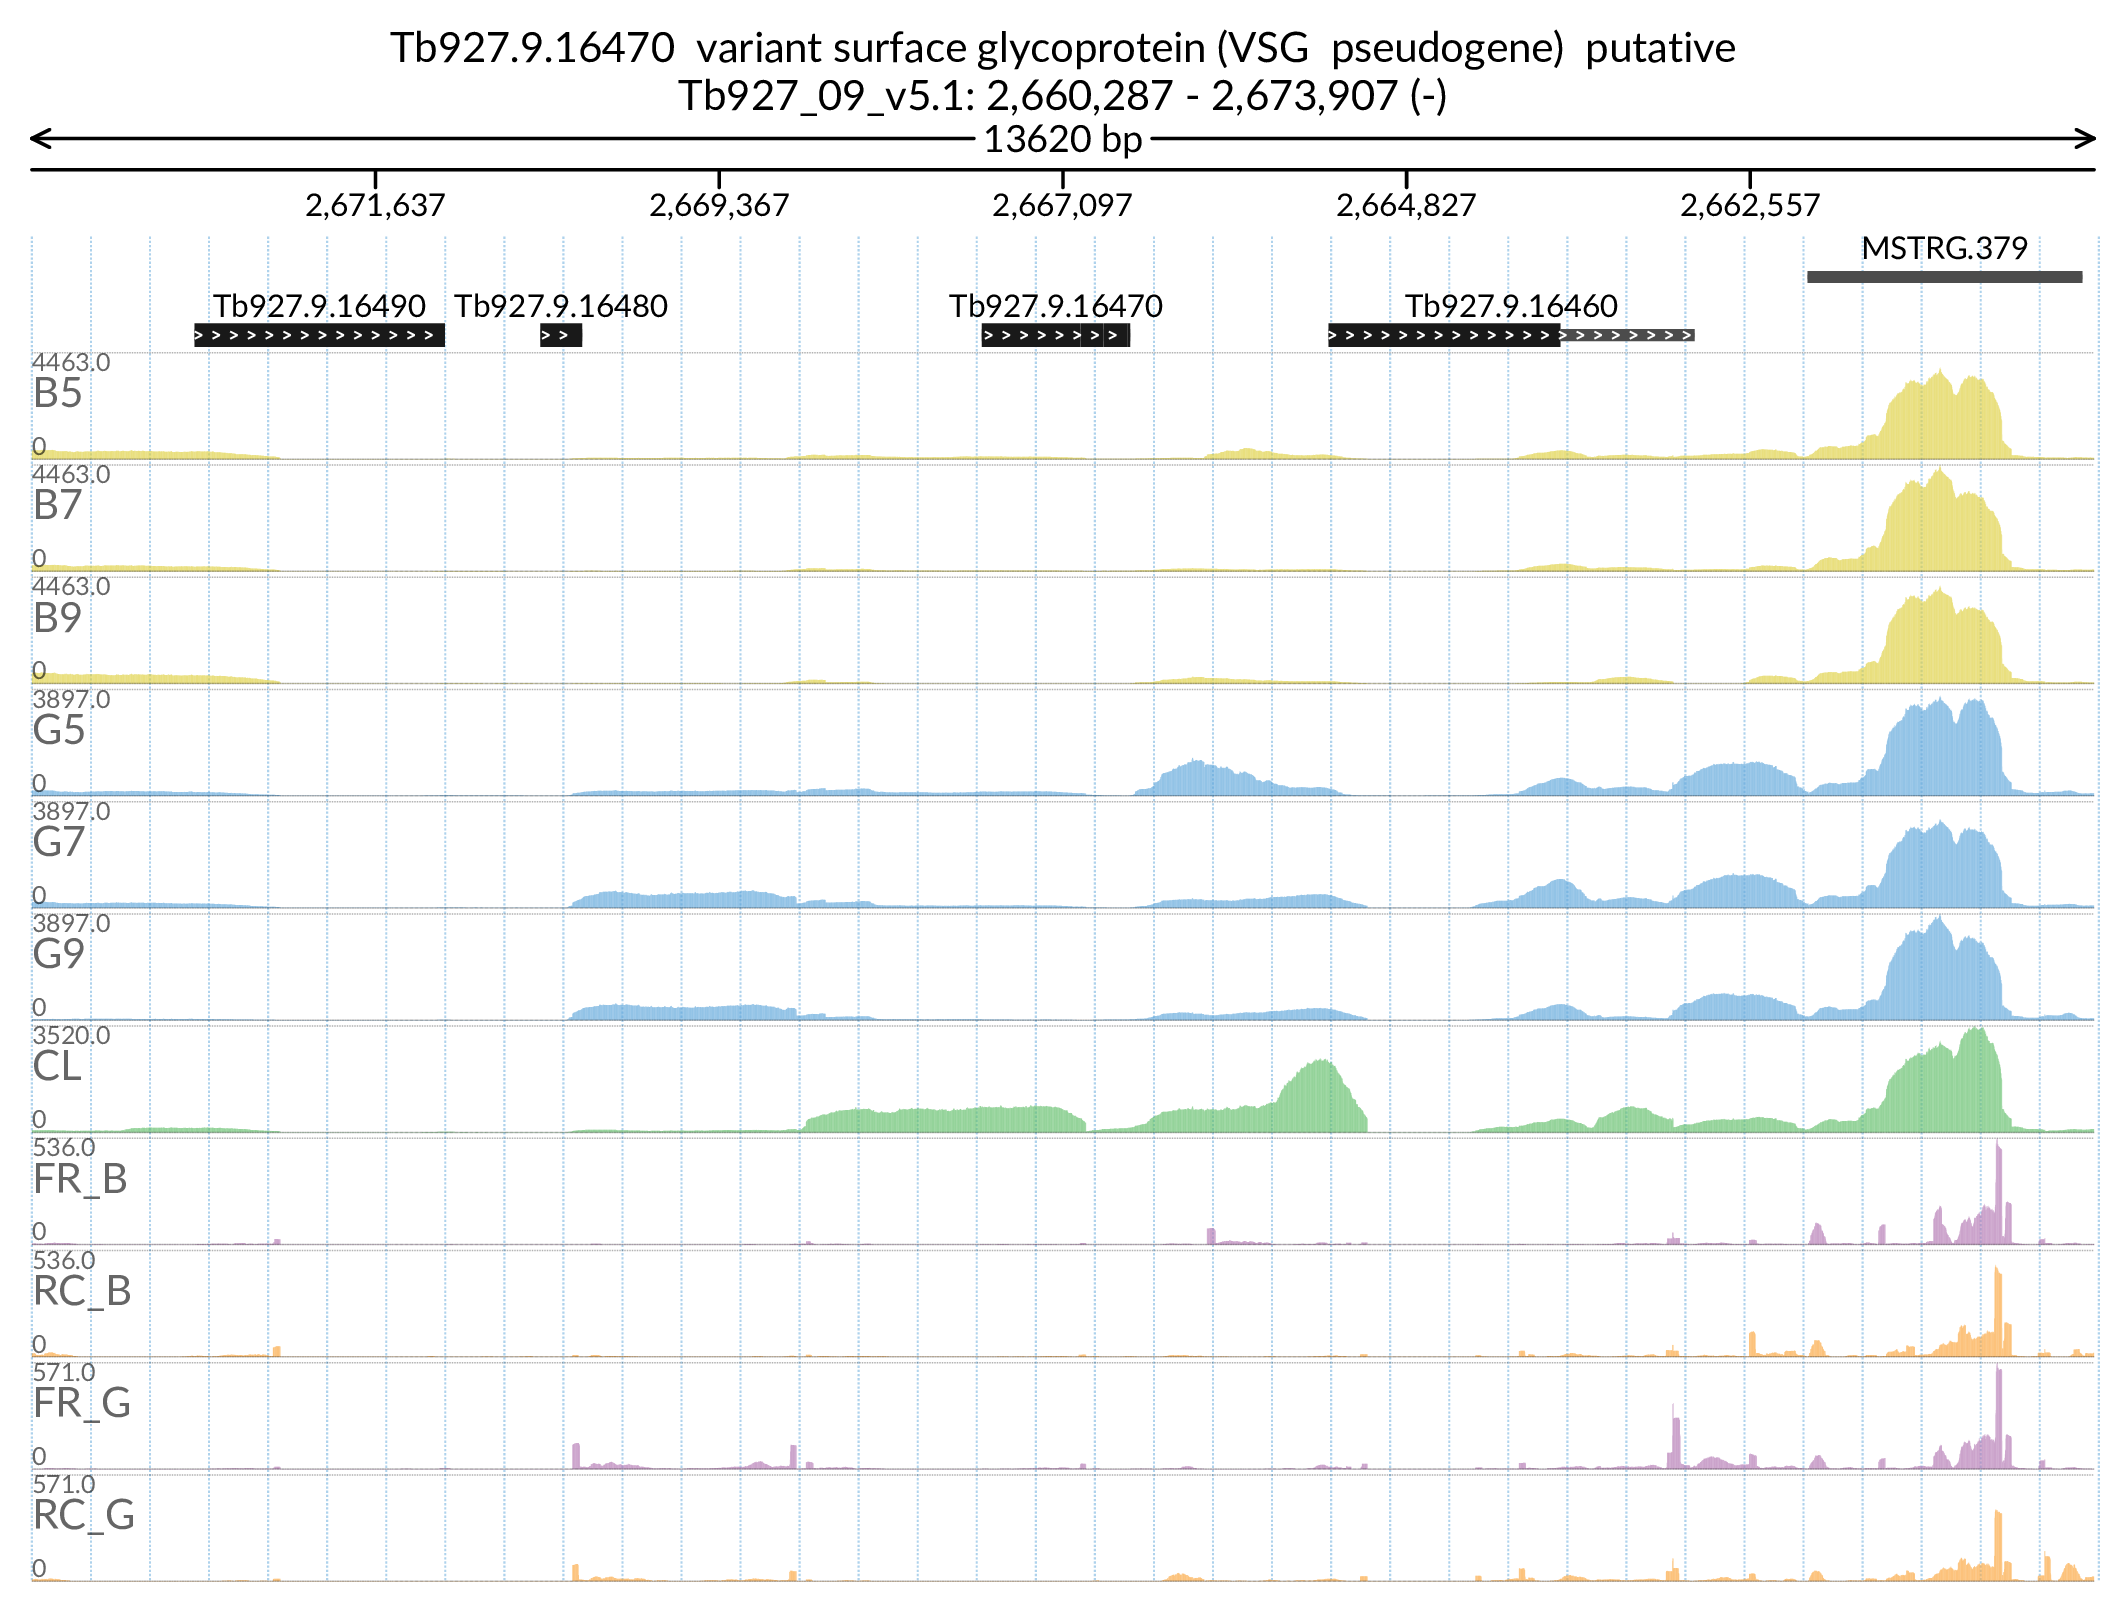 Tb927.9.16470 variant surface glycoprotein (VSG pseudogene) putative
Tb927_09_v5.1: 2,660,287 - 2,673,907 (-)
13620 bp
2,671,637 2,669,367 2,667,097 2,664,827 2,662,557
MSTRG.379
Tb927.9.16490 Tb927.9.16480 Tb927.9.16470 Tb927.9.16460
4463.0
B5
0
4463.0
B7
0
4463.0
B9
0
3897.0
G5
0
3897.0
G7
0
3897.0
G9
0
3520.0
CL
0
536.0
FR_B
0
536.0
RC_B
0
571.0
FR_G
0
571.0
RC_G
0